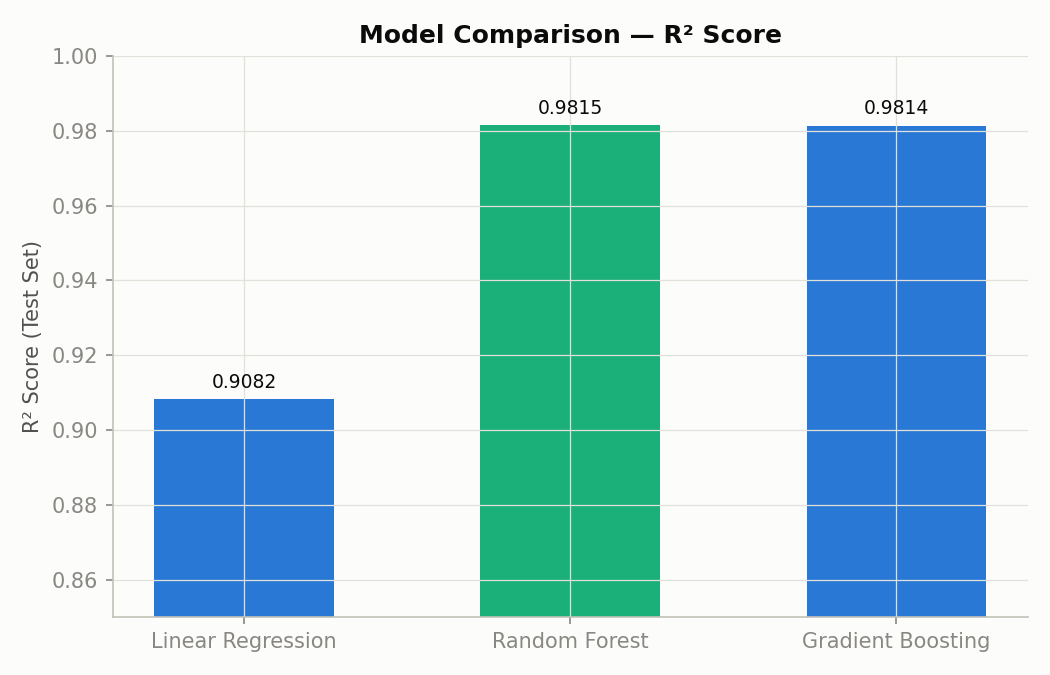 Model Comparison — R² Score
R² Score (Test Set)
1.00
0.98
0.96
0.94
0.92
0.90
0.88
0.86
0.9082
0.9815
0.9814
Linear Regression
Random Forest
Gradient Boosting